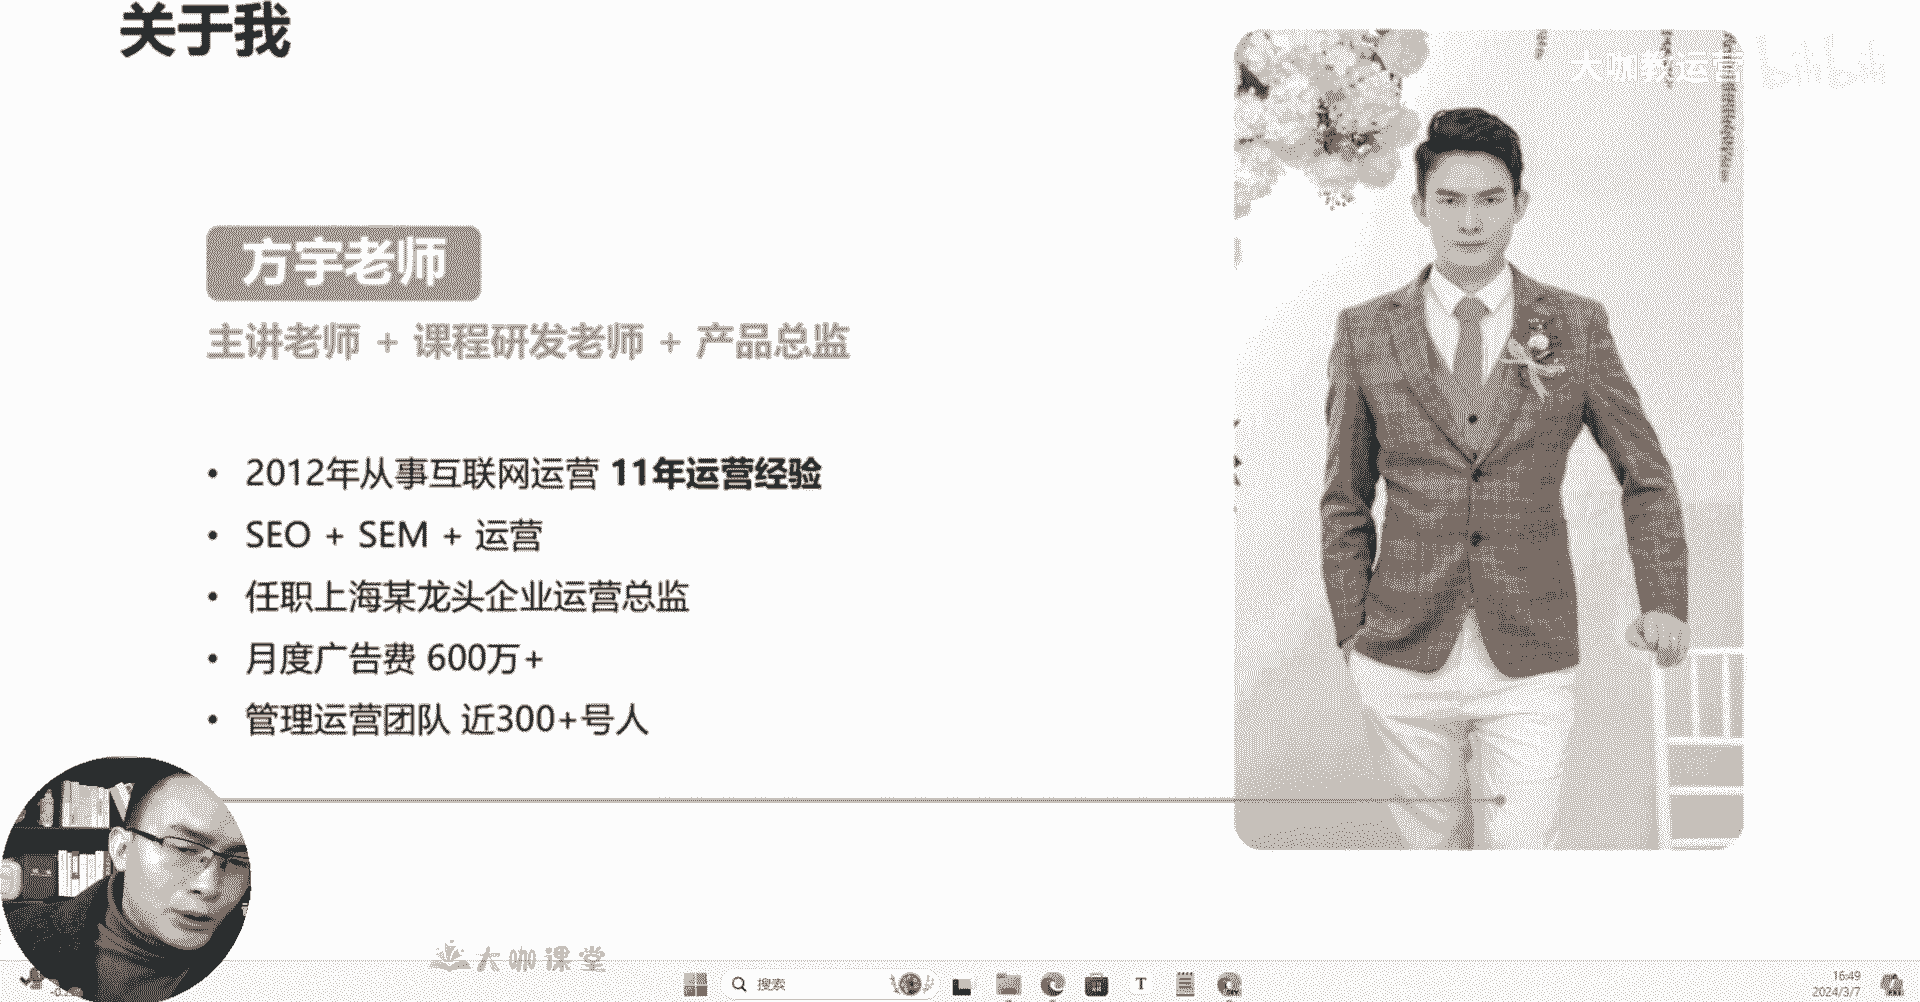 关于我
大咖教运营 bilibili
方宇老师
主讲老师 + 课程研发老师 + 产品总监
• 2012年从事互联网运营 11年运营经验
• SEO + SEM + 运营
• 任职上海某龙头企业运营总监
• 月度广告费 600万+
• 管理运营团队 近300+号人
大咖课堂
搜索
16:49
2024/3/7